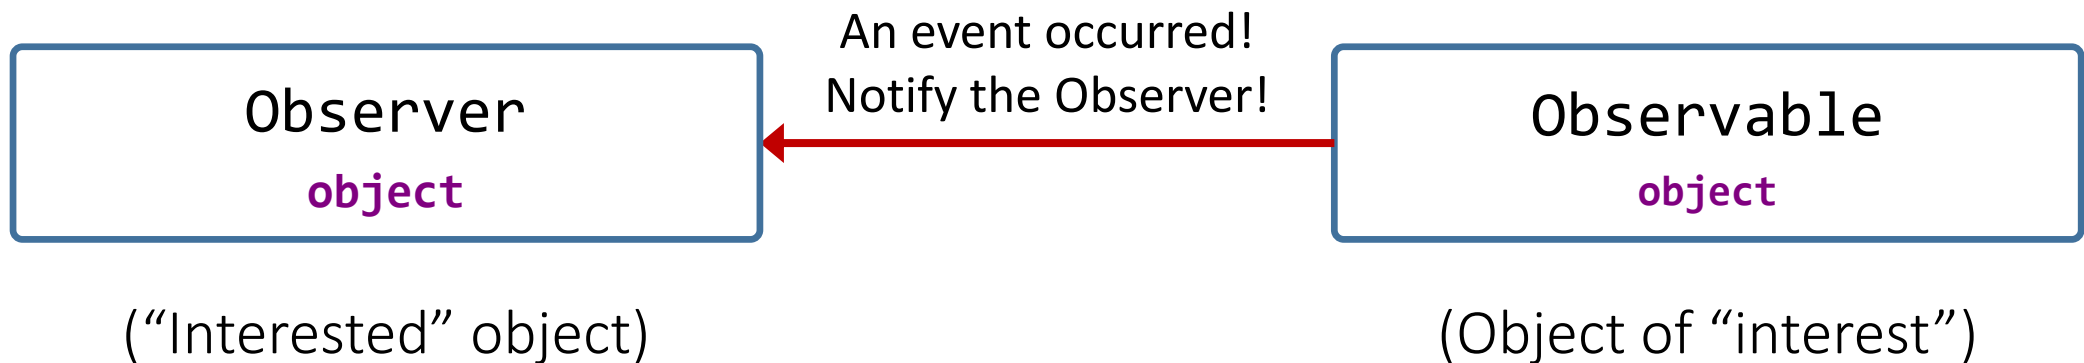 An event occurred!
Notify the Observer!
Observer
object
Observable
object
(“Interested” object)
(Object of “interest”)